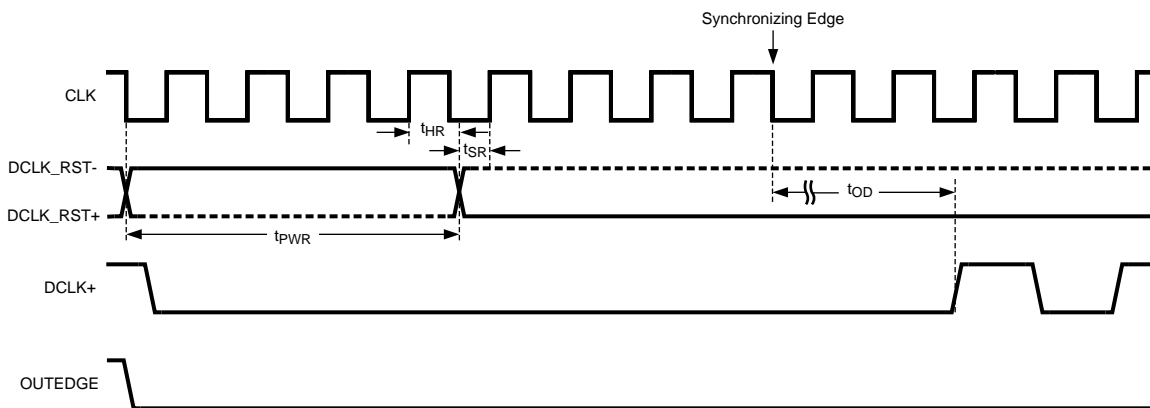 Synchronizing Edge
CLK
tHR
tSR
DCLK_RST-
tOD
DCLK_RST+
tPWR
DCLK+
OUTEDGE